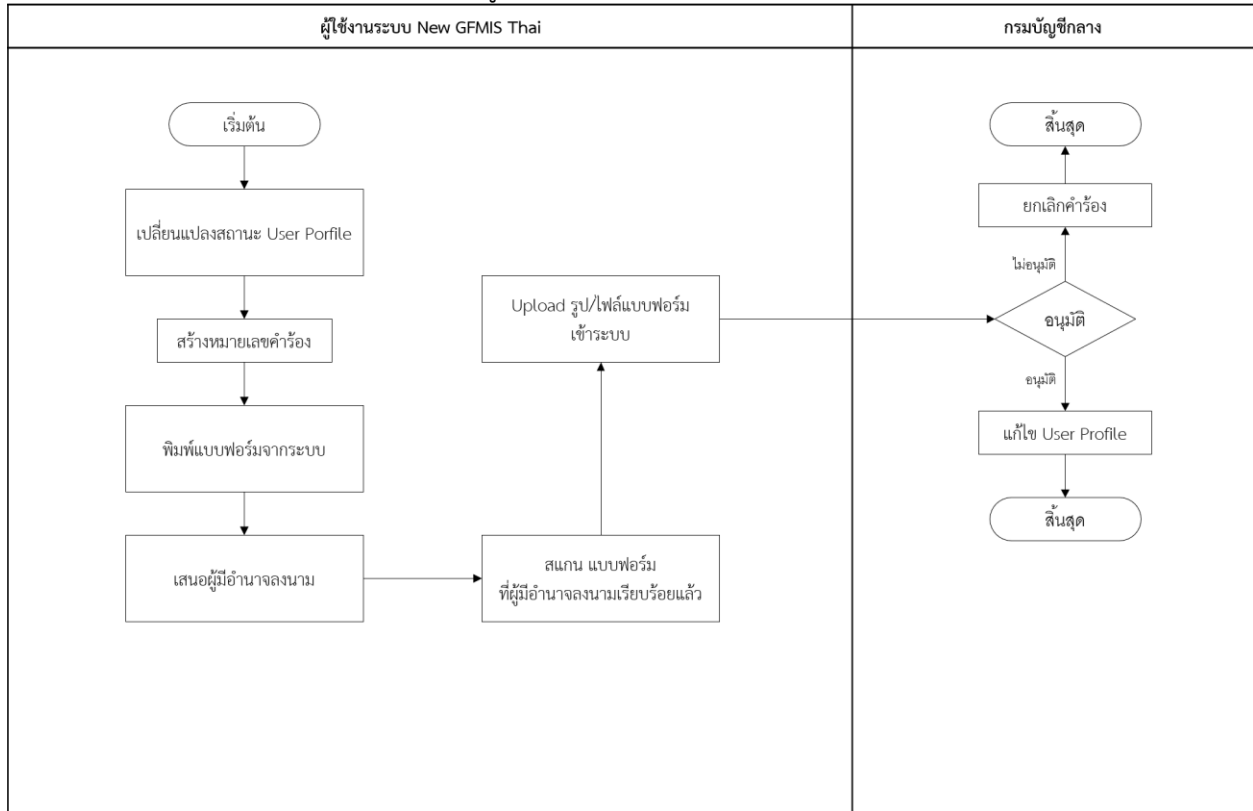 ผู้ใช้งานระบบ New GFMIS Thai
กรมบัญชีกลาง
เริ่มต้น
เปลี่ยนแปลงสถานะ User Porfile
สร้างหมายเลขคำร้อง
พิมพ์แบบฟอร์มจากระบบ
เสนอผู้มีอำนาจลงนาม
สแกน แบบฟอร์ม
ที่ผู้มีอำนาจลงนามเรียบร้อยแล้ว
Upload รูป/ไฟล์แบบฟอร์ม
เข้าระบบ
สิ้นสุด
ยกเลิกคำร้อง
ไม่อนุมัติ
อนุมัติ
อนุมัติ
แก้ไข User Profile
สิ้นสุด